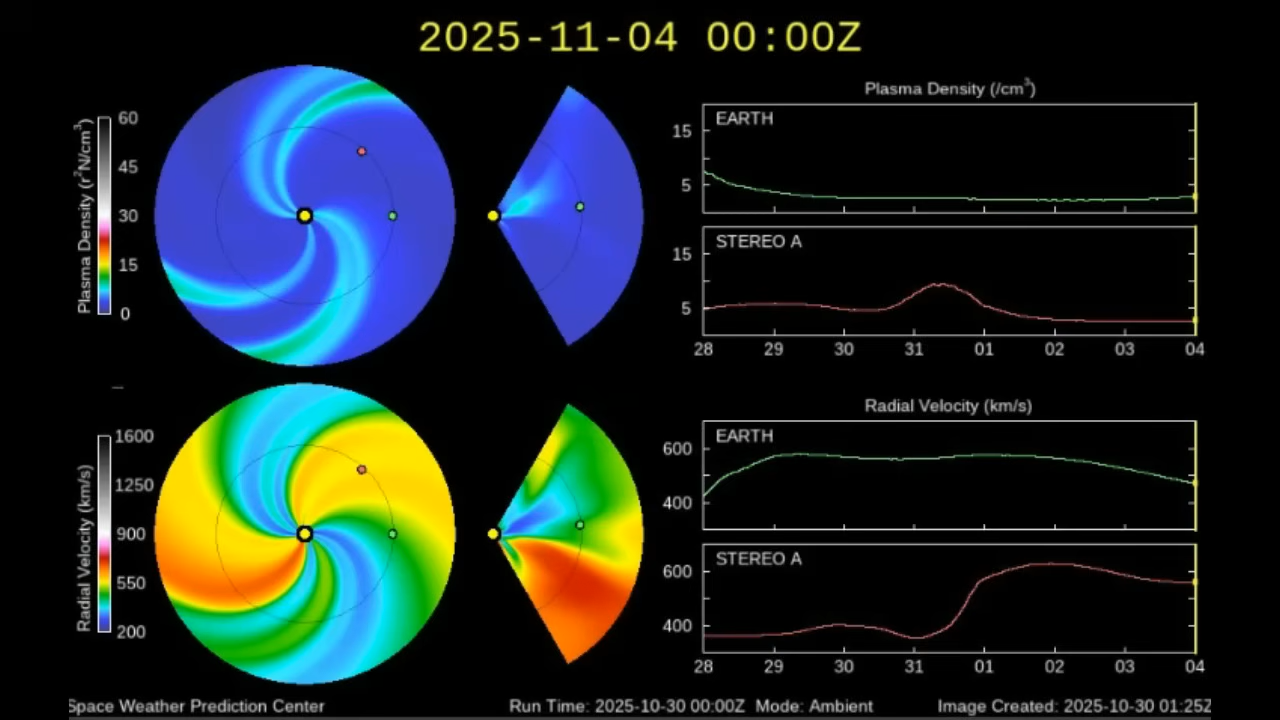 2025-11-04 00:00Z
Plasma Density (r²N/cm³)
60
45
30
15
0
Plasma Density (/cm³)
EARTH
15
5
STEREO A
15
5
28 29 30 31 01 02 03 04
Radial Velocity (km/s)
1600
1250
900
550
200
Radial Velocity (km/s)
EARTH
600
400
STEREO A
600
400
28 29 30 31 01 02 03 04
Space Weather Prediction Center Run Time: 2025-10-30 00:00Z Mode: Ambient Image Created: 2025-10-30 01:25Z